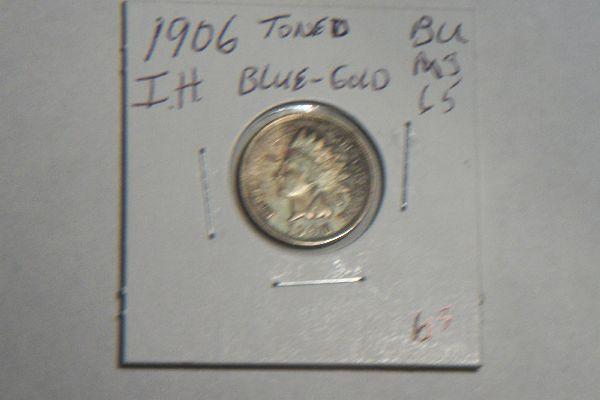 1906 TONED BU
I.H BLUE-GOLD MS
65